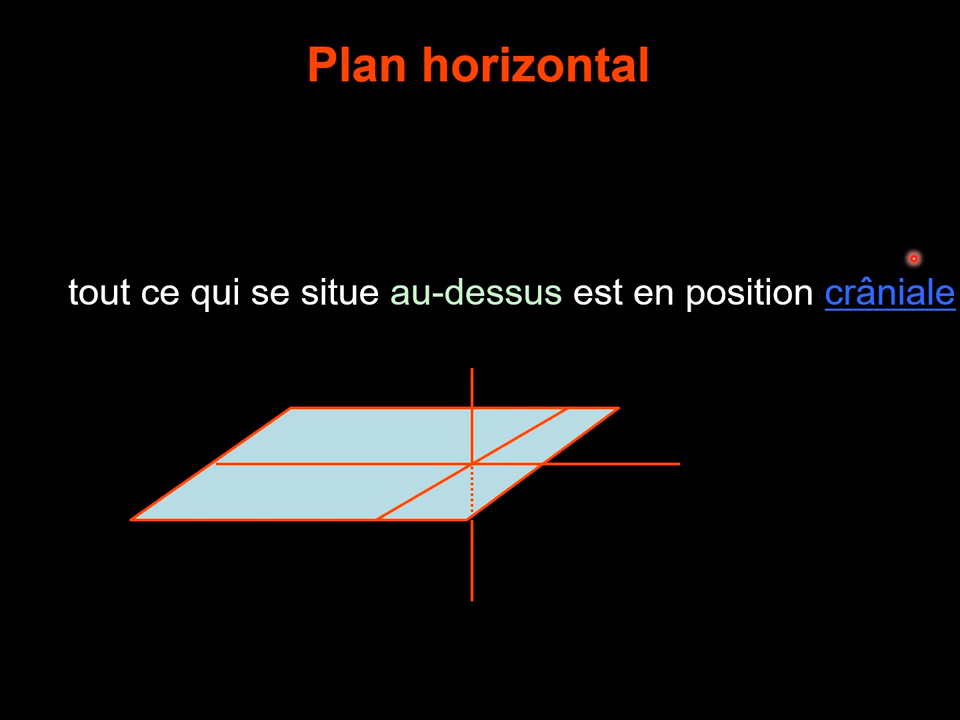 Plan horizontal
tout ce qui se situe au-dessus est en position crâniale